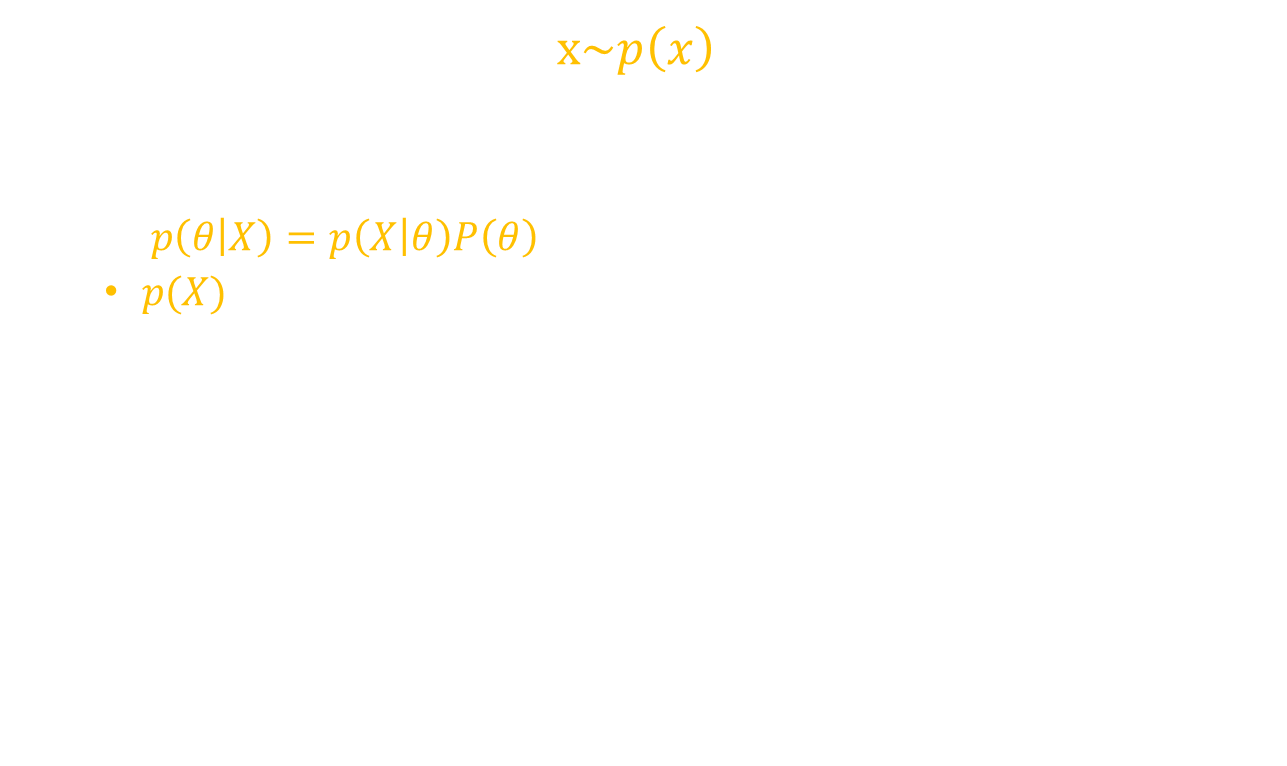 x~𝑝(𝑥)
𝑝(𝜃|𝑋) = 𝑝(𝑋|𝜃)𝑃(𝜃)
• 𝑝(𝑋)